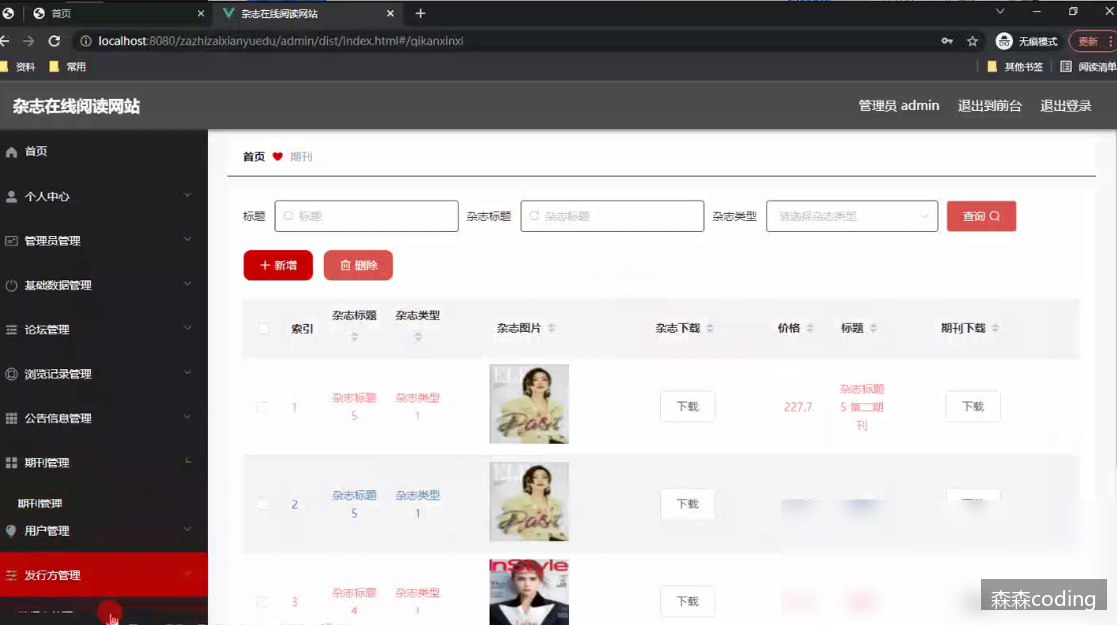 首页
杂志在线阅读网站
localhost:8080/zazhizaixianyuedu/admin/dist/index.html#/qikanxinxi
无痕模式
更新
资料
常用
其他书签
阅读清单
杂志在线阅读网站
管理员 admin
退出到前台
退出登录
首页
个人中心
管理员管理
基础数据管理
论坛管理
浏览记录管理
公告信息管理
期刊管理
期刊管理
用户管理
发行方管理
首页
期刊
标题
标题
杂志标题
杂志标题
杂志类型
请选择杂志类型
查询
新增
删除
索引
杂志标题
杂志类型
杂志图片
杂志下载
价格
标题
期刊下载
1
杂志标题
5
杂志类型
1
Past
下载
227.7
杂志标题
5 第二期
刊
下载
2
杂志标题
5
杂志类型
1
Past
下载
3
杂志标题
4
杂志类型
1
InStyle
下载
森森coding